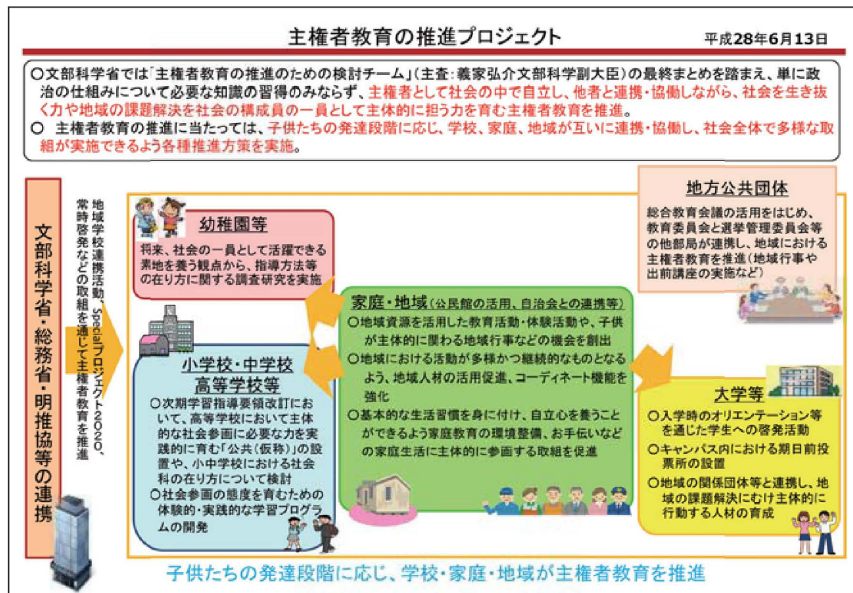 主権者教育の推進プロジェクト
平成28年6月13日
○文部科学省では「主権者教育の推進のための検討チーム」(主査:義家弘介文部科学副大臣)の最終まとめを踏まえ、単に政
治の仕組みについて必要な知識の習得のみならず、主権者として社会の中で自立し、他者と連携・協働しながら、社会を生き抜
く力や地域の課題解決を社会の構成員の一員として主体的に担う力を育む主権者教育を推進。
○ 主権者教育の推進に当たっては、子供たちの発達段階に応じ、学校、家庭、地域が互いに連携・協働し、社会全体で多様な取
組が実施できるよう各種推進方策を実施。
文部科学省・総務省・明推協等の連携
地域学校連携活動、Specialプロジェクト2020、
常時啓発などの取組を通じて主権者教育を推進
幼稚園等
将来、社会の一員として活躍できる
素地を養う観点から、指導方法等
の在り方に関する調査研究を実施
小学校・中学校
高等学校等
○次期学習指導要領改訂にお
いて、高等学校において主体
的な社会参画に必要な力を実
践的に育む「公共(仮称)」の設
置や、小中学校における社会
科の在り方について検討
○社会参画の態度を育むための
体験的・実践的な学習プログラ
ムの開発
家庭・地域(公民館の活用、自治会との連携等)
○地域資源を活用した教育活動・体験活動や、子供
が主体的に関わる地域行事などの機会を創出
○地域における活動が多様かつ継続的なものとなる
よう、地域人材の活用促進、コーディネート機能を
強化
○基本的な生活習慣を身に付け、自立心を養うこと
ができるよう家庭教育の環境整備、お手伝いなど
の家庭生活に主体的に参画する取組を促進
地方公共団体
総合教育会議の活用をはじめ、
教育委員会と選挙管理委員会等
の他部局が連携し、地域における
主権者教育を推進(地域行事や
出前講座の実施など)
大学等
○入学時のオリエンテーション等
を通じた学生への啓発活動
○キャンパス内における期日前投
票所の設置
○地域の関係団体等と連携し、地
域の課題解決にむけ主体的に
行動する人材の育成
子供たちの発達段階に応じ、学校・家庭・地域が主権者教育を推進